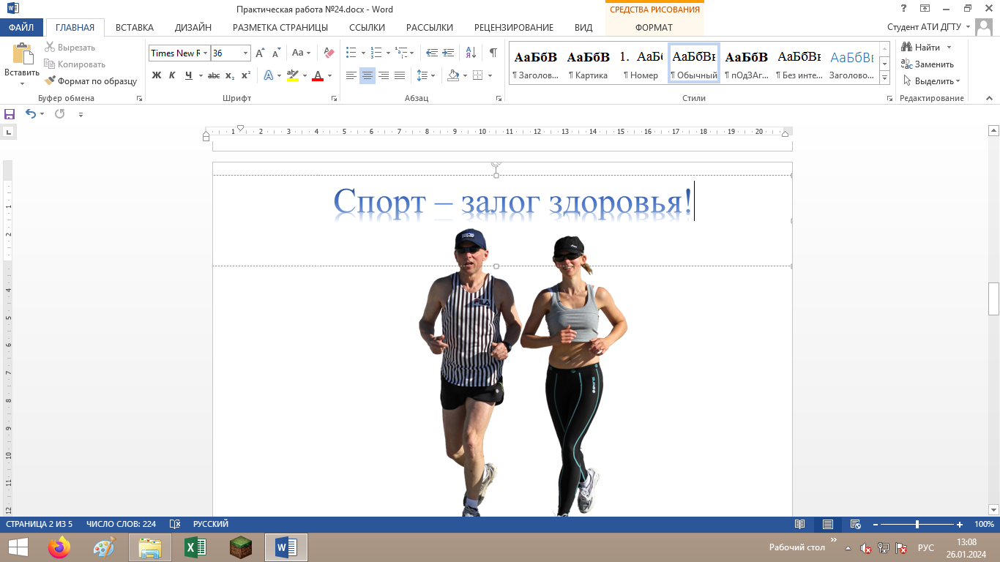 Практическая работа №24.docx - Word
СРЕДСТВА РИСОВАНИЯ
?
ФАЙЛ ГЛАВНАЯ ВСТАВКА ДИЗАЙН РАЗМЕТКА СТРАНИЦЫ ССЫЛКИ РАССЫЛКИ РЕЦЕНЗИРОВАНИЕ ВИД ФОРМАТ Студент АТИ ДГТУ
Вставить
Вырезать
Копировать
Формат по образцу
Буфер обмена
Times New R 36 Aa
Ж К Ч abc x₂ x² A ab A
Шрифт
А Я ¶
Абзац
АаБбВ АаБбВ 1. АаБб АаБбВв АаБбВ АаБбВв АаБбВв
¶ Заголов... ¶ Картика ¶ Номер ¶ Обычный ¶ пОдЗАг... ¶ Без инте... Заголово...
Стили
Найти
Заменить
Выделить
Редактирование
1 2 3 4 5 6 7 8 9 10 11 12 13 14 15 16 17 18 19 20
1
2
4
5
6
7
8
9
10
11
12
Спорт – залог здоровья!
FILA
SKINS
СТРАНИЦА 2 ИЗ 5 ЧИСЛО СЛОВ: 224 РУССКИЙ 100%
Рабочий стол » РУС
13:08
26.01.2024